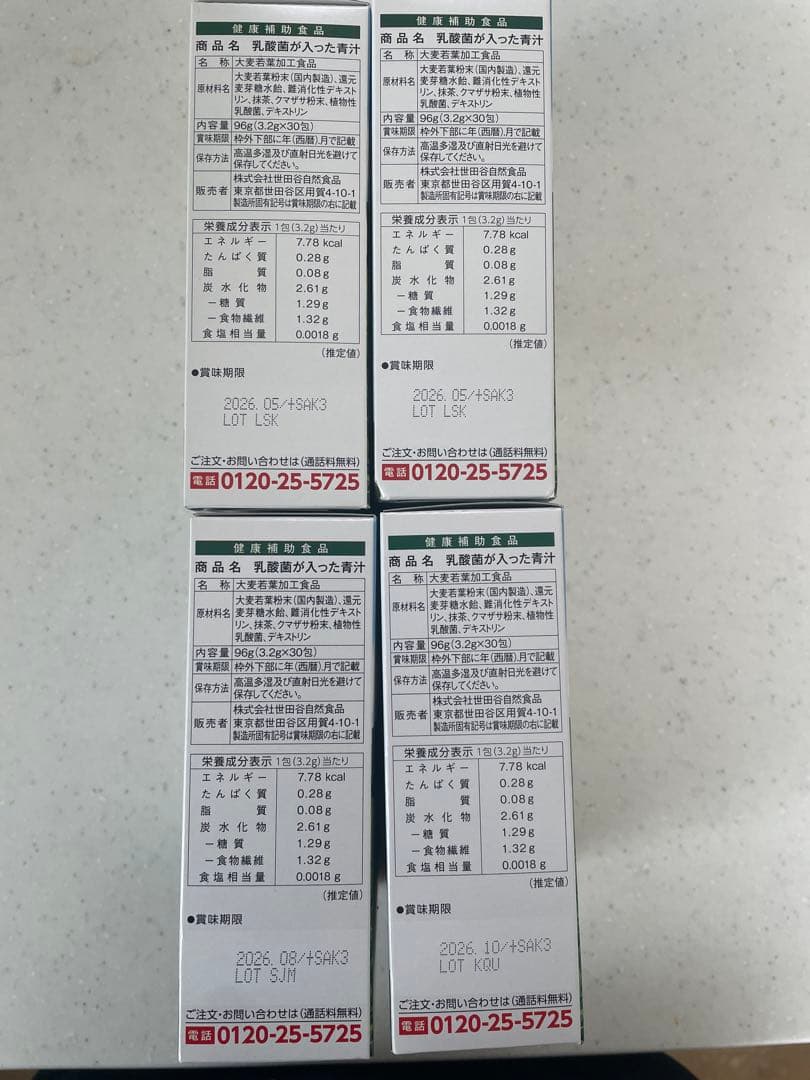 健康補助食品
商品名 乳酸菌が入った青汁
名称 大麦若葉加工食品
原材料名 大麦若葉粉末(国内製造)、還元
麦芽糖水飴、難消化性デキスト
リン、抹茶、クマザサ粉末、植物性
乳酸菌、デキストリン
内容量 96g(3.2g×30包)
賞味期限 枠外下部に年(西暦)、月で記載
保存方法 高温多湿及び直射日光を避けて
保存してください。
販売者 株式会社世田谷自然食品
東京都世田谷区用賀4-10-1
製造所固有記号は賞味期限の右に記載
栄養成分表示 1包(3.2g)当たり
エネルギー 7.78 kcal
たんぱく質 0.28g
脂質 0.08g
炭水化物 2.61g
-糖質 1.29g
-食物繊維 1.32g
食塩相当量 0.0018 g
(推定値)
●賞味期限
2026.05/+SAK3
LOT LSK
ご注文・お問い合わせは(通話料無料)
電話 0120-25-5725
健康補助食品
商品名 乳酸菌が入った青汁
名称 大麦若葉加工食品
原材料名 大麦若葉粉末(国内製造)、還元
麦芽糖水飴、難消化性デキスト
リン、抹茶、クマザサ粉末、植物性
乳酸菌、デキストリン
内容量 96g(3.2g×30包)
賞味期限 枠外下部に年(西暦)、月で記載
保存方法 高温多湿及び直射日光を避けて
保存してください。
販売者 株式会社世田谷自然食品
東京都世田谷区用賀4-10-1
製造所固有記号は賞味期限の右に記載
栄養成分表示 1包(3.2g)当たり
エネルギー 7.78 kcal
たんぱく質 0.28g
脂質 0.08g
炭水化物 2.61g
-糖質 1.29g
-食物繊維 1.32g
食塩相当量 0.0018 g
(推定値)
●賞味期限
2026.05/+SAK3
LOT LSK
ご注文・お問い合わせは(通話料無料)
電話 0120-25-5725
健康補助食品
商品名 乳酸菌が入った青汁
名称 大麦若葉加工食品
原材料名 大麦若葉粉末(国内製造)、還元
麦芽糖水飴、難消化性デキスト
リン、抹茶、クマザサ粉末、植物性
乳酸菌、デキストリン
内容量 96g(3.2g×30包)
賞味期限 枠外下部に年(西暦)、月で記載
保存方法 高温多湿及び直射日光を避けて
保存してください。
販売者 株式会社世田谷自然食品
東京都世田谷区用賀4-10-1
製造所固有記号は賞味期限の右に記載
栄養成分表示 1包(3.2g)当たり
エネルギー 7.78 kcal
たんぱく質 0.28g
脂質 0.08g
炭水化物 2.61g
-糖質 1.29g
-食物繊維 1.32g
食塩相当量 0.0018 g
(推定値)
●賞味期限
2026.08/+SAK3
LOT SJM
ご注文・お問い合わせは(通話料無料)
電話 0120-25-5725
健康補助食品
商品名 乳酸菌が入った青汁
名称 大麦若葉加工食品
原材料名 大麦若葉粉末(国内製造)、還元
麦芽糖水飴、難消化性デキスト
リン、抹茶、クマザサ粉末、植物性
乳酸菌、デキストリン
内容量 96g(3.2g×30包)
賞味期限 枠外下部に年(西暦)、月で記載
保存方法 高温多湿及び直射日光を避けて
保存してください。
販売者 株式会社世田谷自然食品
東京都世田谷区用賀4-10-1
製造所固有記号は賞味期限の右に記載
栄養成分表示 1包(3.2g)当たり
エネルギー 7.78 kcal
たんぱく質 0.28g
脂質 0.08g
炭水化物 2.61g
-糖質 1.29g
-食物繊維 1.32g
食塩相当量 0.0018 g
(推定値)
●賞味期限
2026.10/+SAK3
LOT KQU
ご注文・お問い合わせは(通話料無料)
電話 0120-25-5725